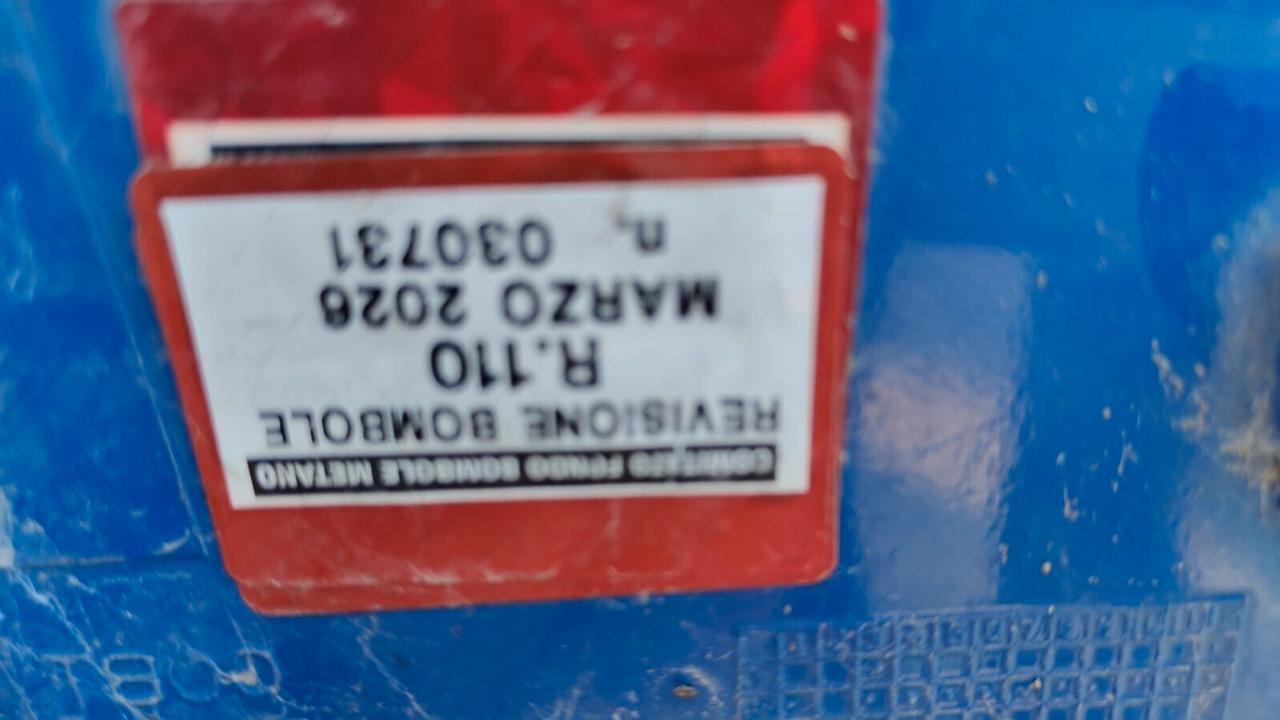 COMITATO FONDO BOMBOLE METANO
REVISIONE BOMBOLE
R.110
MARZO 2026
n. 030731